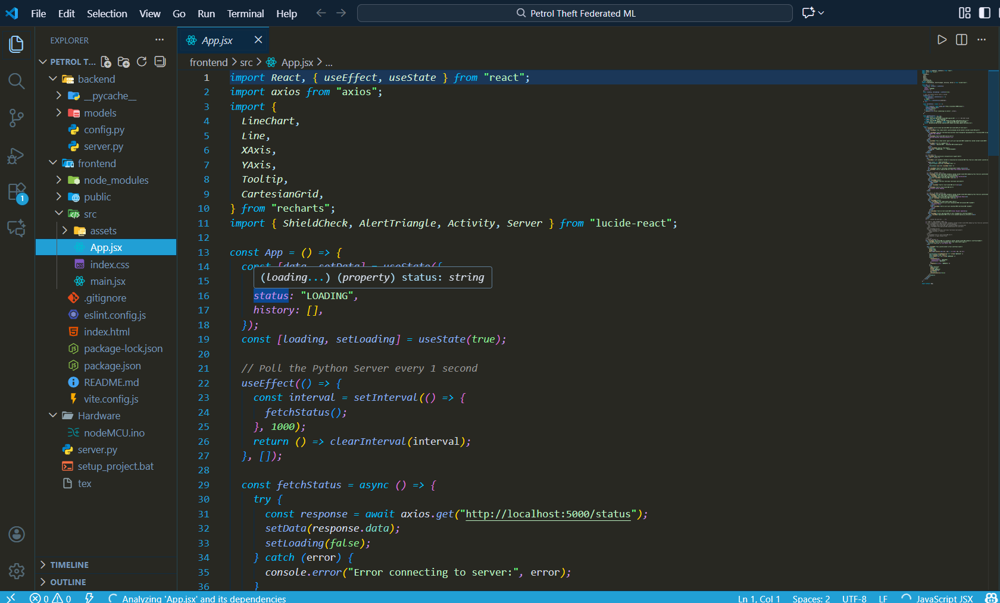 File Edit Selection View Go Run Terminal Help
Petrol Theft Federated ML
EXPLORER
PETROL T...
backend
__pycache__
models
config.py
server.py
frontend
node_modules
public
src
assets
App.jsx
index.css
main.jsx
.gitignore
eslint.config.js
index.html
package-lock.json
package.json
README.md
vite.config.js
Hardware
nodeMCU.ino
server.py
setup_project.bat
tex
TIMELINE
OUTLINE
1
App.jsx
frontend > src > App.jsx > ...
1 import React, { useEffect, useState } from "react";
2 import axios from "axios";
3 import {
4 LineChart,
5 Line,
6 XAxis,
7 YAxis,
8 Tooltip,
9 CartesianGrid,
10 } from "recharts";
11 import { ShieldCheck, AlertTriangle, Activity, Server } from "lucide-react";
12
13 const App = () => {
14 const [data, setData] = useState({
15 (loading...) (property) status: string
16 status: "LOADING",
17 history: [],
18 });
19 const [loading, setLoading] = useState(true);
20
21 // Poll the Python Server every 1 second
22 useEffect(() => {
23 const interval = setInterval(() => {
24 fetchStatus();
25 }, 1000);
26 return () => clearInterval(interval);
27 }, []);
28
29 const fetchStatus = async () => {
30 try {
31 const response = await axios.get("http://localhost:5000/status");
32 setData(response.data);
33 setLoading(false);
34 } catch (error) {
35 console.error("Error connecting to server:", error);
36 }
0 0 Analyzing 'App.jsx' and its dependencies
Ln 1, Col 1 Spaces: 2 UTF-8 LF JavaScript JSX